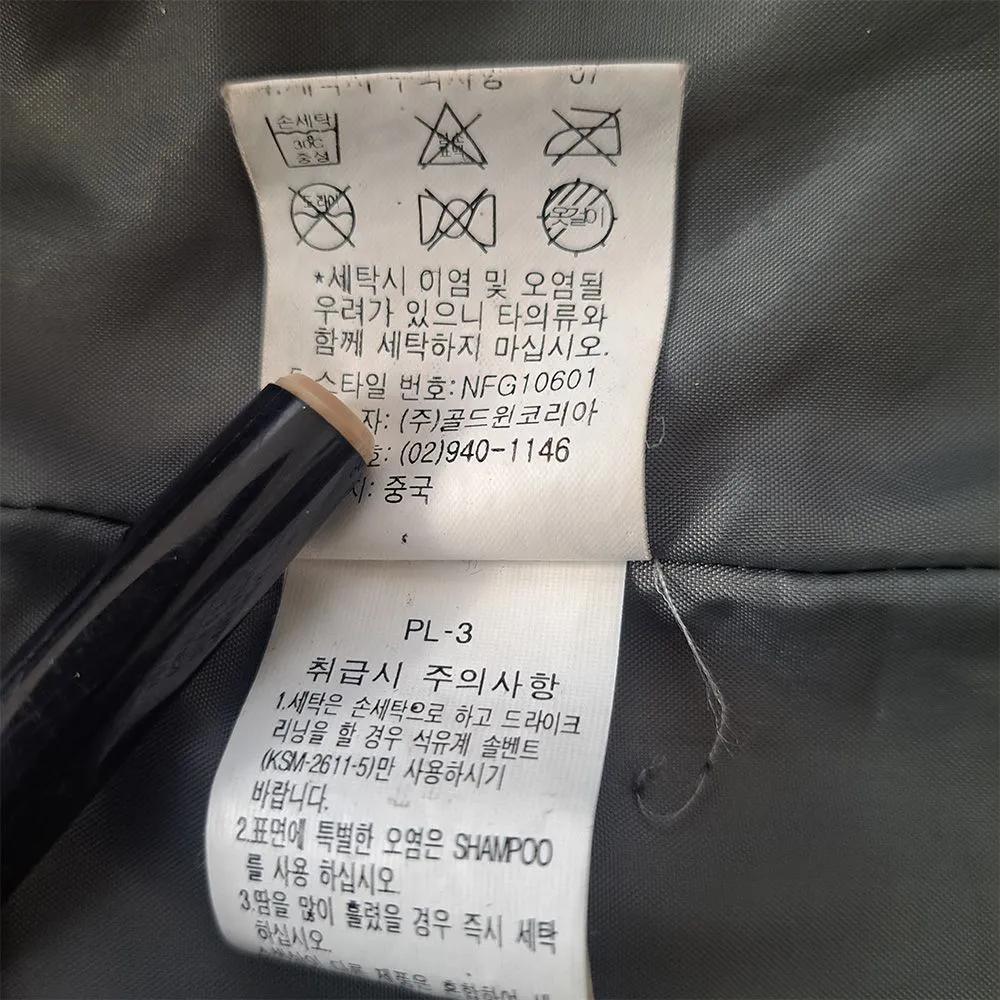 손세탁
30℃
중성
드라이
옷걸이
*세탁시 이염 및 오염될
우려가 있으니 타의류와
함께 세탁하지 마십시오.
스타일 번호: NFG10601
자: (주)골드윈코리아
호: (02)940-1146
지: 중국
PL-3
취급시 주의사항
1.세탁은 손세탁으로 하고 드라이크
리닝을 할 경우 석유계 솔벤트
(KSM-2611-5)만 사용하시기
바랍니다.
2.표면에 특별한 오염은 SHAMPOO
를 사용 하십시오.
3.땀을 많이 흘렸을 경우 즉시 세탁
하십시오.